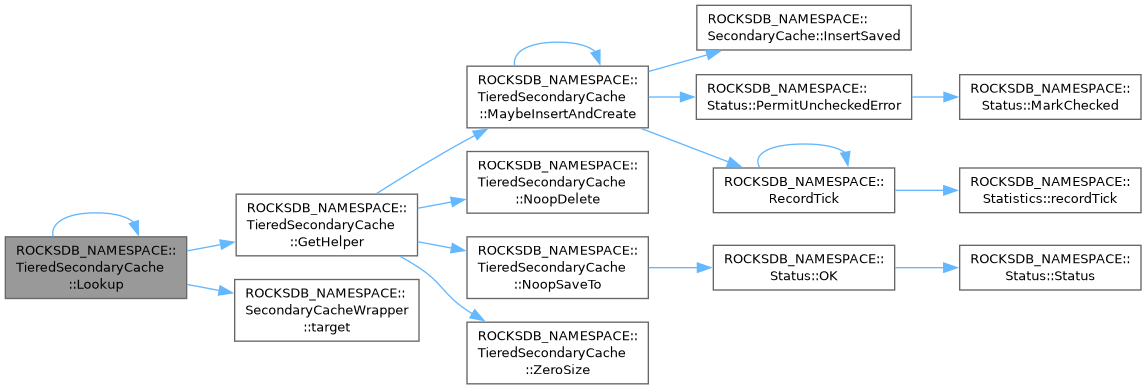 ROCKSDB_NAMESPACE::
SecondaryCache::InsertSaved
ROCKSDB_NAMESPACE::
TieredSecondaryCache
::MaybeInsertAndCreate
ROCKSDB_NAMESPACE::
Status::PermitUncheckedError
ROCKSDB_NAMESPACE::
Status::MarkChecked
ROCKSDB_NAMESPACE::
TieredSecondaryCache
::NoopDelete
ROCKSDB_NAMESPACE::
RecordTick
ROCKSDB_NAMESPACE::
Statistics::recordTick
ROCKSDB_NAMESPACE::
TieredSecondaryCache
::GetHelper
ROCKSDB_NAMESPACE::
TieredSecondaryCache
::Lookup
ROCKSDB_NAMESPACE::
TieredSecondaryCache
::NoopSaveTo
ROCKSDB_NAMESPACE::
Status::OK
ROCKSDB_NAMESPACE::
Status::Status
ROCKSDB_NAMESPACE::
SecondaryCacheWrapper
::target
ROCKSDB_NAMESPACE::
TieredSecondaryCache
::ZeroSize